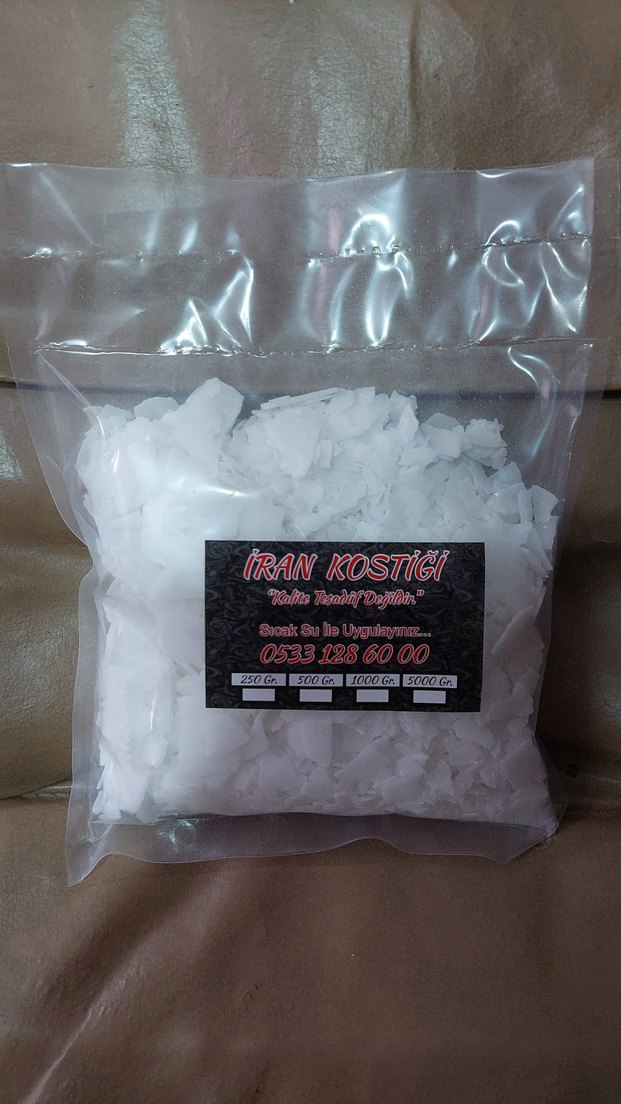 İRAN KOSTİĞİ
"Kalite Tesadüf Değildir."
Sıcak Su İle Uygulayınız...
0533 128 60 00
250 Gr. 500 Gr. 1000 Gr. 5000 Gr.